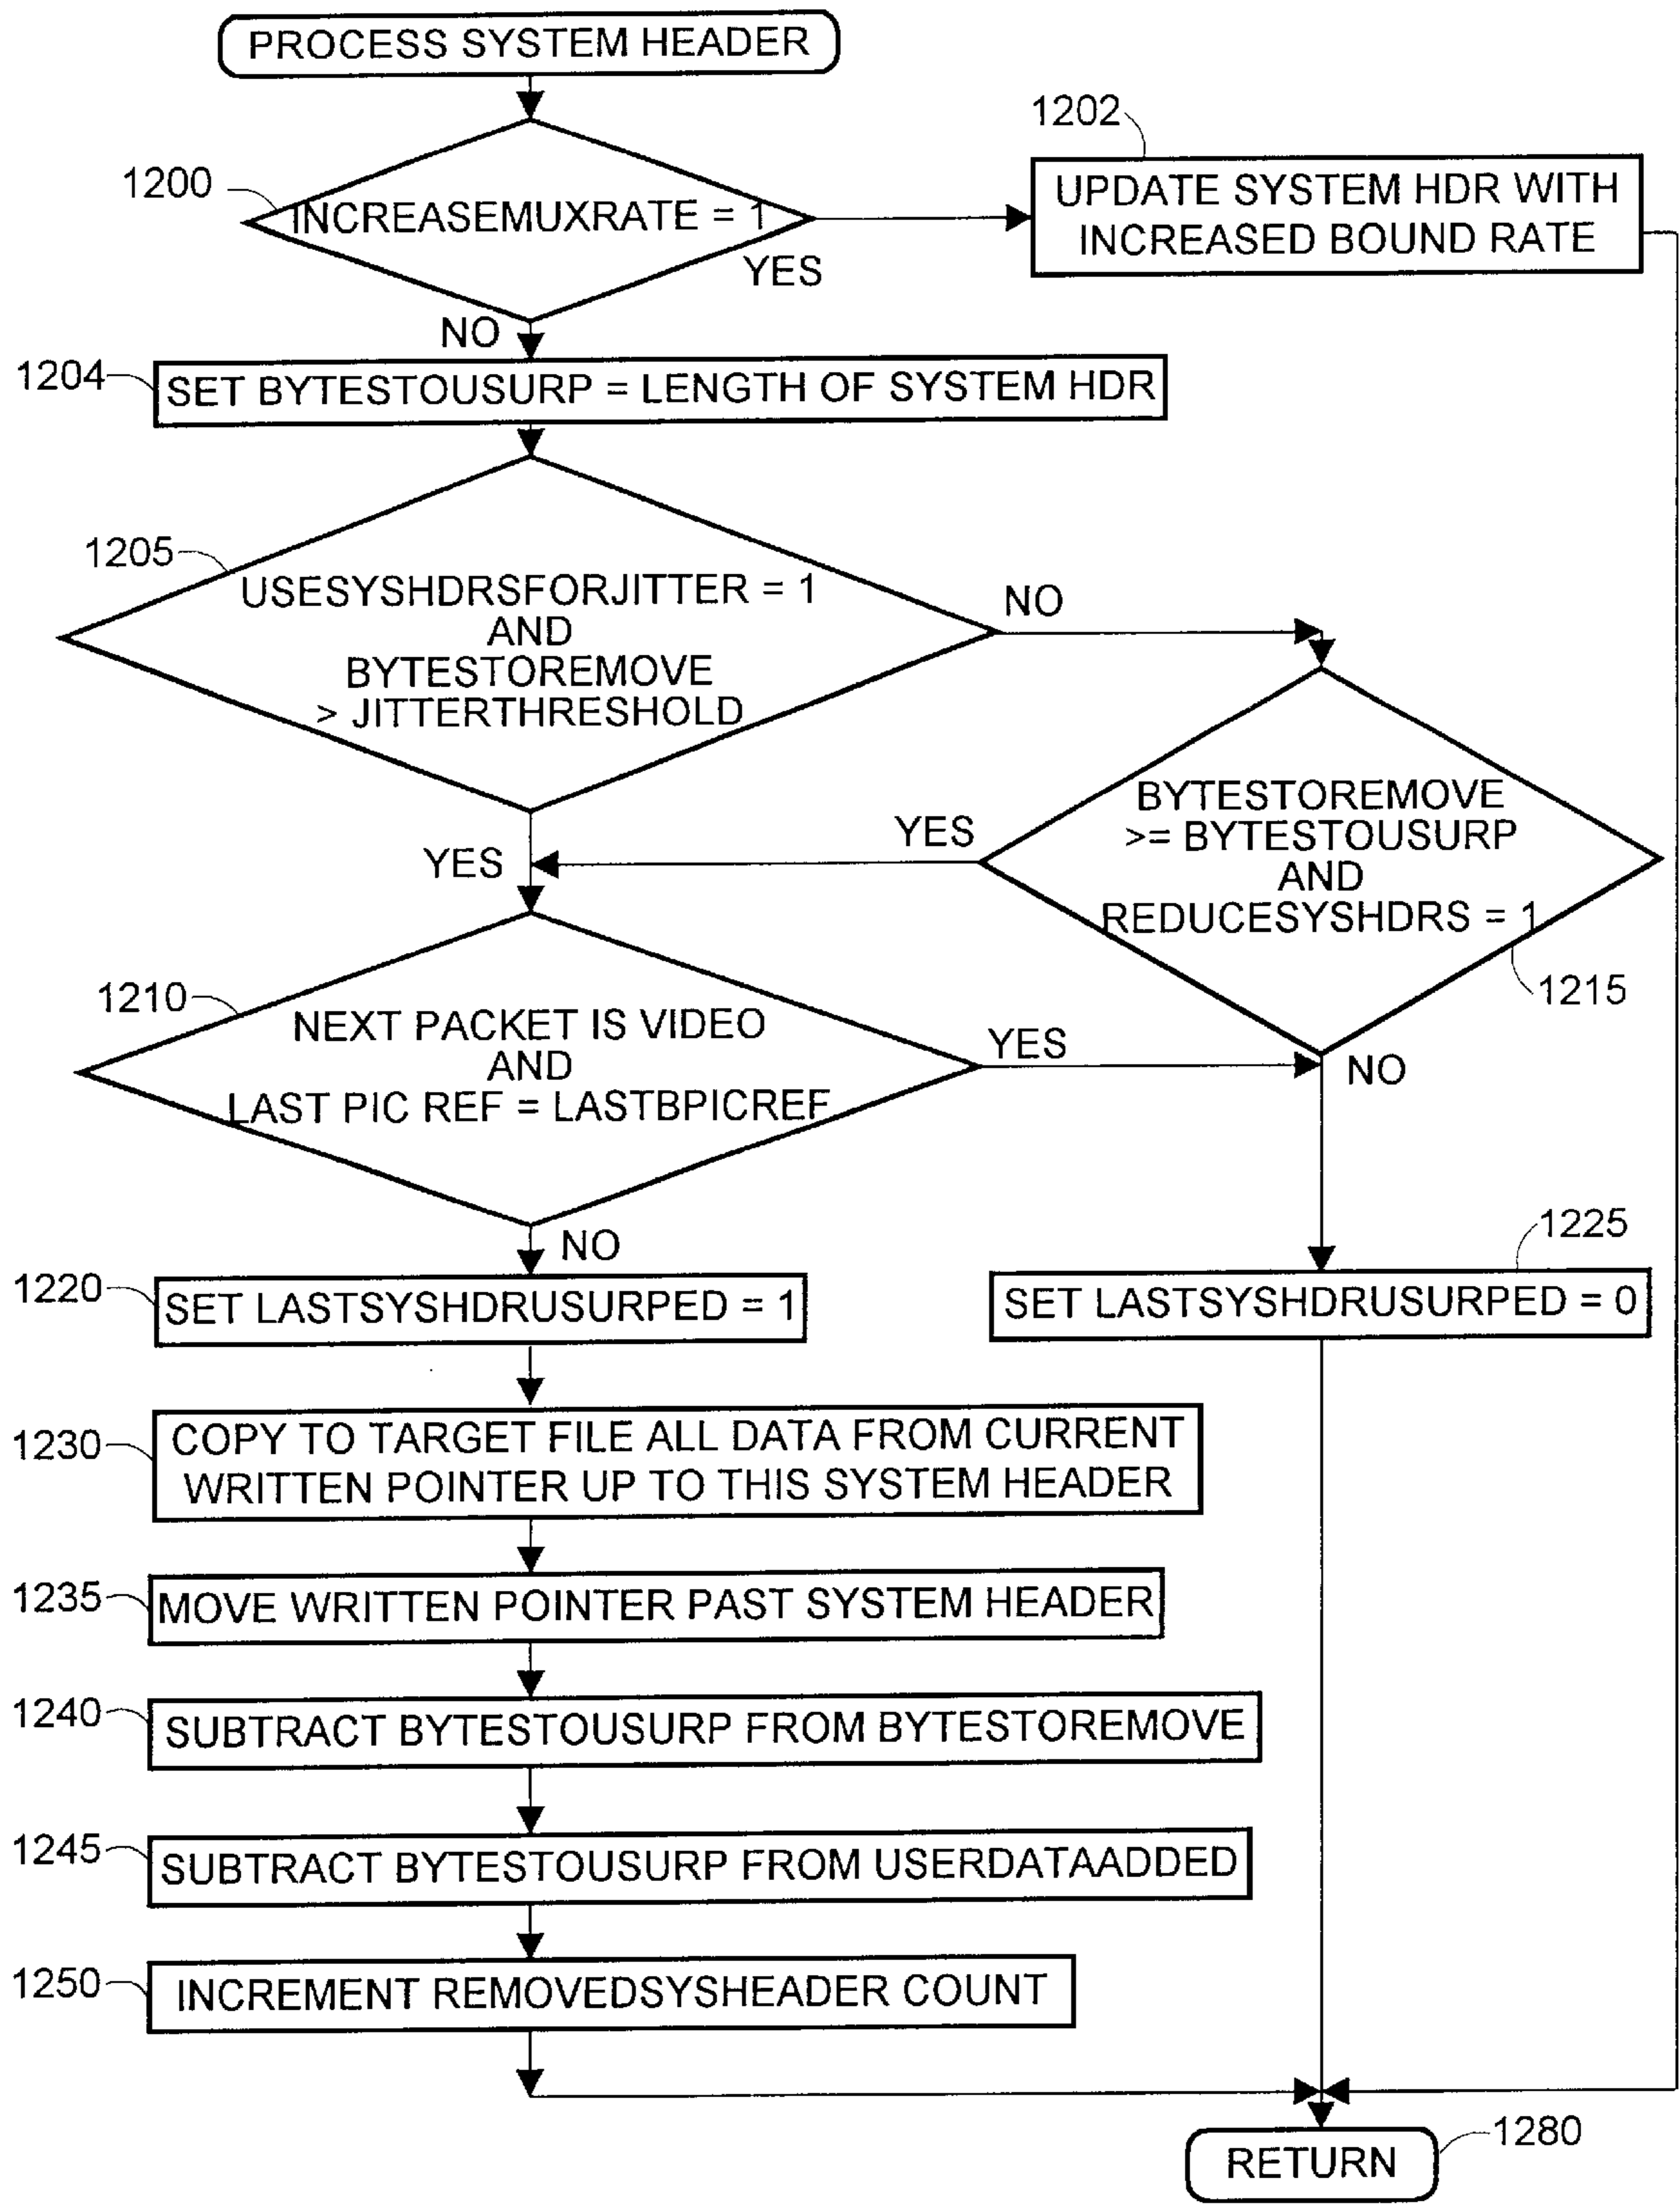 PROCESS SYSTEM HEADER
1202
1200
INCREASEMUXRATE = 1
UPDATE SYSTEM HDR WITH
INCREASED BOUND RATE
YES
NO
1204
SET BYTESTOUSURP = LENGTH OF SYSTEM HDR
1205
USESYSHDRSFORJITTER = 1
AND
BYTESTOREMOVE
> JITTERTHRESHOLD
NO
YES
BYTESTOREMOVE
>= BYTESTOUSURP
AND
REDUCESYSHDRS = 1
YES
1215
1210
NEXT PACKET IS VIDEO
AND
LAST PIC REF = LASTBPICREF
YES
NO
NO
1225
1220
SET LASTSYSHDRUSURPED = 1
SET LASTSYSHDRUSURPED = 0
1230
COPY TO TARGET FILE ALL DATA FROM CURRENT
WRITTEN POINTER UP TO THIS SYSTEM HEADER
1235
MOVE WRITTEN POINTER PAST SYSTEM HEADER
1240
SUBTRACT BYTESTOUSURP FROM BYTESTOREMOVE
1245
SUBTRACT BYTESTOUSURP FROM USERDATAADDED
1250
INCREMENT REMOVEDSYSHEADER COUNT
1280
RETURN